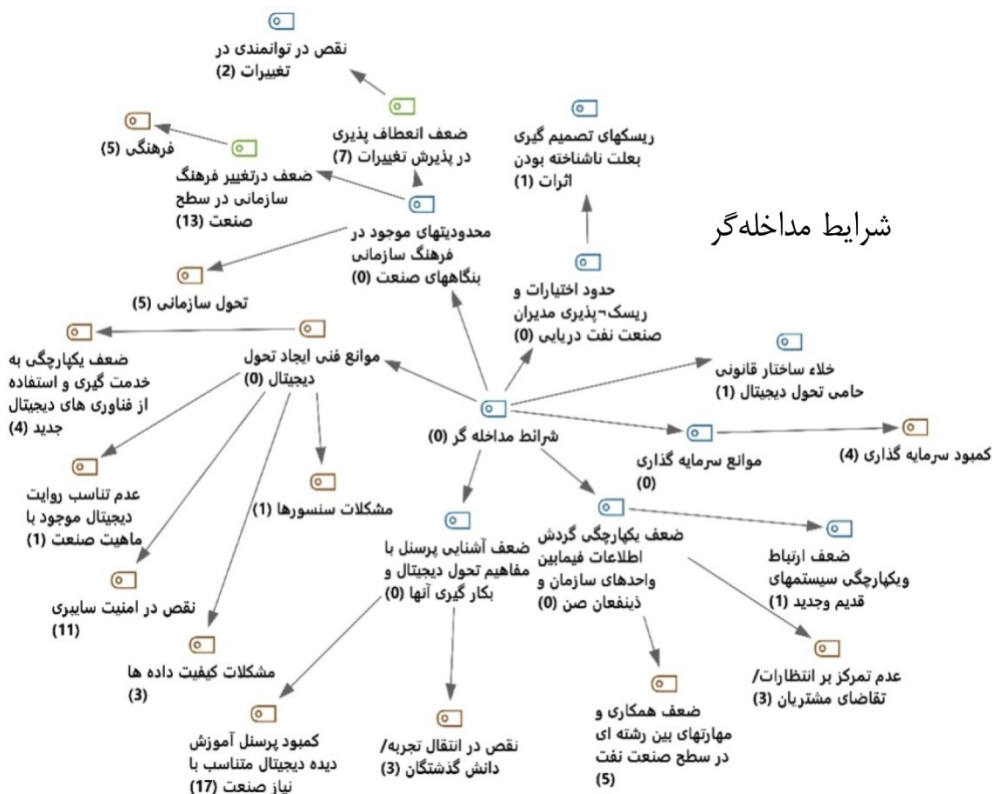 نقص در توانمندی در
تغییرات (2)
ضعف انعطاف پذیری
در پذیرش تغییرات (7)
ریسکهای تصمیم گیری
بعلت ناشناخته بودن
اثرات (1)
فرهنگی (5)
ضعف درتغییر فرهنگ
سازمانی در سطح
صنعت (13)
شرایط مداخله‌گر
محدودیتهای موجود در
فرهنگ سازمانی
بنگاههای صنعت
(0)
حدود اختیارات و
ریسک¬پذیری مدیران
صنعت نفت دریایی (0)
تحول سازمانی (5)
ضعف یکپارچگی به
خدمت گیری و استفاده
از فناوری های دیجیتال
جدید (4)
موانع فنی ایجاد تحول
دیجیتال (0)
خلاء ساختار قانونی
حامی تحول دیجیتال (1)
شرائط مداخله گر (0)
موانع سرمایه گذاری
(0)
کمبود سرمایه گذاری (4)
عدم تناسب روایت
دیجیتال موجود با
ماهیت صنعت (1)
مشکلات سنسورها (1)
ضعف آشنایی پرسنل با
مفاهیم تحول دیجیتال و
بکار گیری آنها (0)
ضعف یکپارچگی گردش
اطلاعات فیمابین
واحدهای سازمان و
ذینفعان صن (0)
ضعف ارتباط
ویکپارچگی سیستمهای
قدیم وجدید (1)
نقص در امنیت سایبری
(11)
مشکلات کیفیت داده ها
(3)
عدم تمرکز بر انتظارات/
تقاضای مشتریان (3)
کمبود پرسنل آموزش
دیده دیجیتال متناسب با
نیاز صنعت (17)
نقص در انتقال تجربه/
دانش گذشتگان (3)
ضعف همکاری و
مهارتهای بین رشته ای
در سطح صنعت نفت
(5)